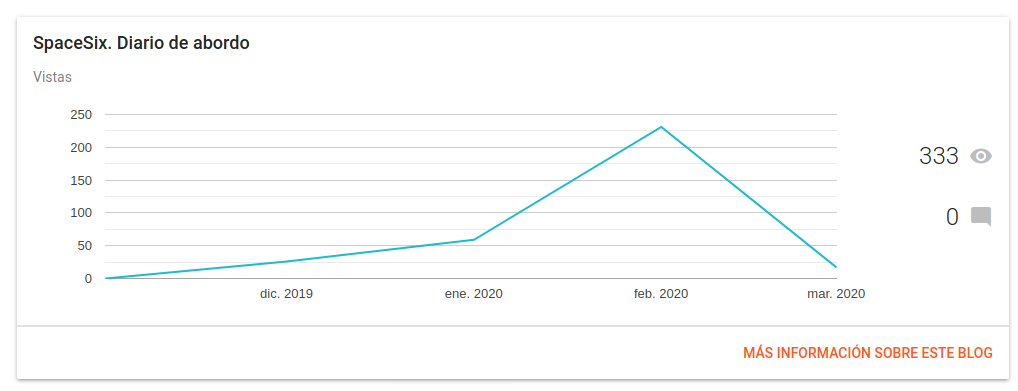 SpaceSix. Diario de abordo
Vistas
250
200
150
100
50
0
dic. 2019 ene. 2020 feb. 2020 mar. 2020
333
0
MÁS INFORMACIÓN SOBRE ESTE BLOG